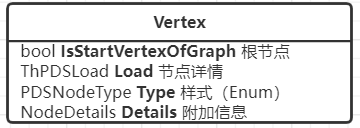 Vertex
bool IsStartVertexOfGraph 根节点
ThPDSLoad Load 节点详情
PDSNodeType Type 样式（Enum）
NodeDetails Details 附加信息